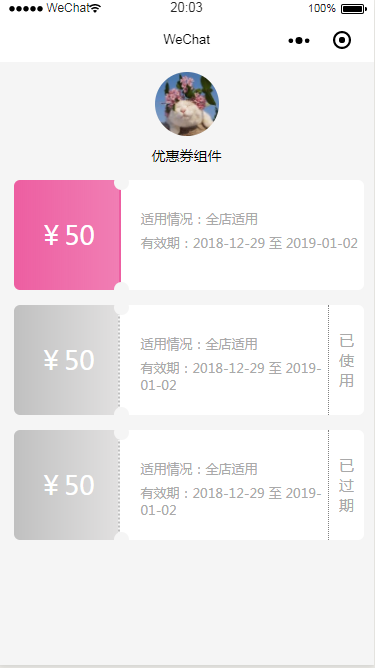 WeChat 20:03 100%
WeChat
优惠券组件
¥ 50
适用情况：全店适用
有效期：2018-12-29 至 2019-01-02
¥ 50
适用情况：全店适用
有效期：2018-12-29 至 2019-
01-02
已
使
用
¥ 50
适用情况：全店适用
有效期：2018-12-29 至 2019-
01-02
已
过
期